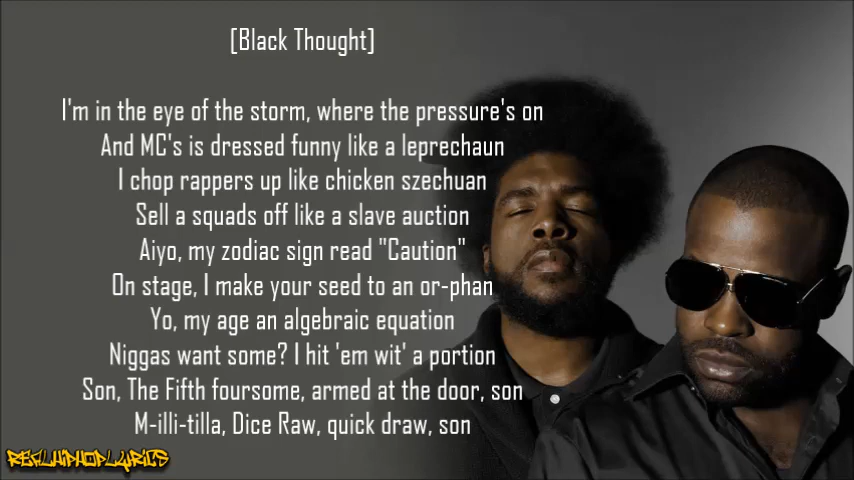 [Black Thought]
I'm in the eye of the storm, where the pressure's on
And MC's is dressed funny like a leprechaun
I chop rappers up like chicken szechuan
Sell a squads off like a slave auction
Aiyo, my zodiac sign read "Caution"
On stage, I make your seed to an or-phan
Yo, my age an algebraic equation
Niggas want some? I hit 'em wit' a portion
Son, The Fifth foursome, armed at the door, son
M-illi-tilla, Dice Raw, quick draw, son
REALHIPHOPLYRICS